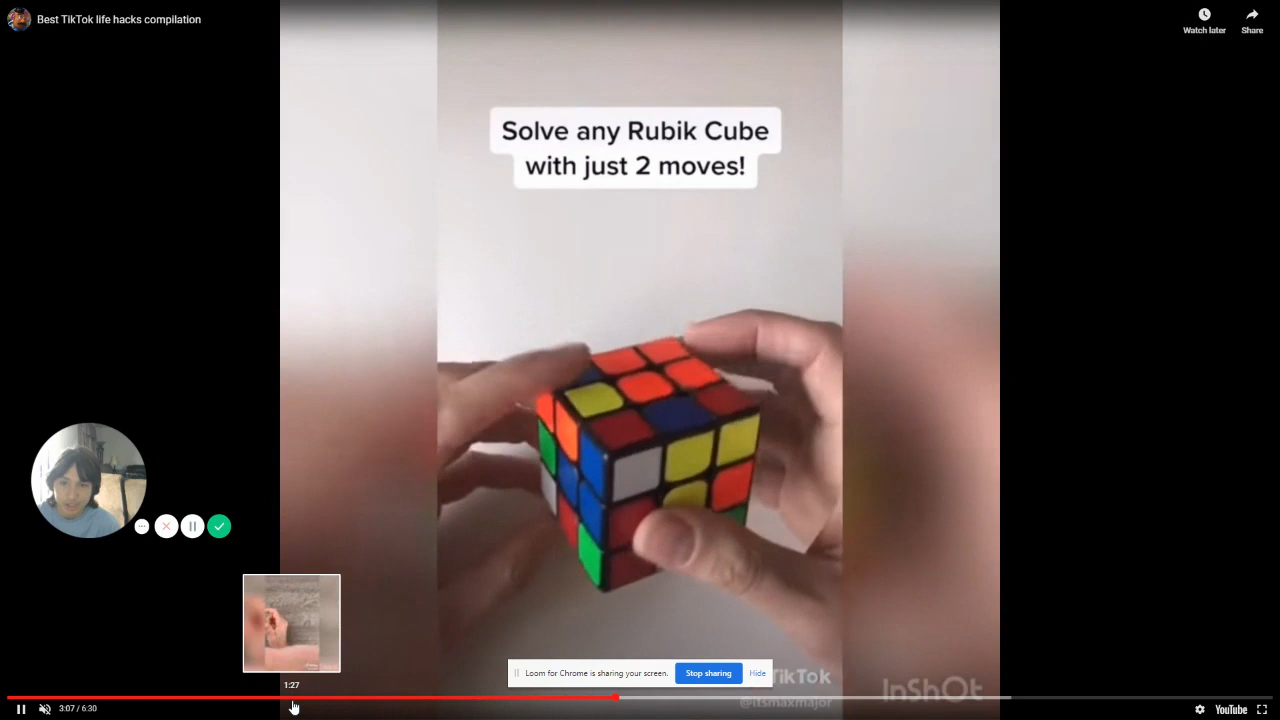 Best TikTok life hacks compilation
Watch later
Share
Solve any Rubik Cube
with just 2 moves!
1:27
Loom for Chrome is sharing your screen.
Stop sharing
Hide
TikTok
@itsmaxmajor
InShOt
3:07 / 6:30
YouTube